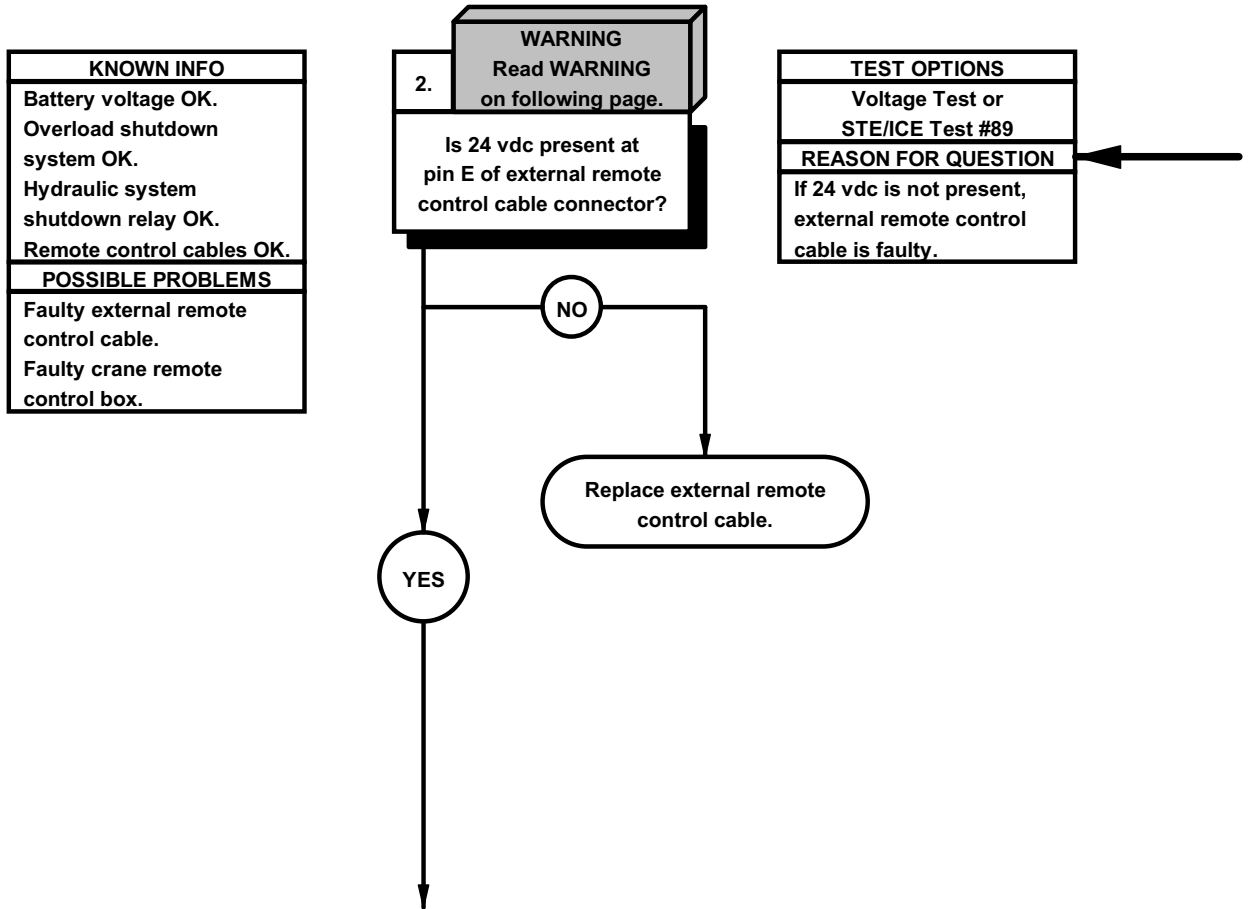 KNOWN INFO
Battery voltage OK.
Overload shutdown
system OK.
Hydraulic system
shutdown relay OK.
Remote control cables OK.
POSSIBLE PROBLEMS
Faulty external remote
control cable.
Faulty crane remote
control box.
WARNING
Read WARNING
on following page.
2.
Is 24 vdc present at
pin E of external remote
control cable connector?
TEST OPTIONS
Voltage Test or
STE/ICE Test #89
REASON FOR QUESTION
If 24 vdc is not present,
external remote control
cable is faulty.
NO
Replace external remote
control cable.
YES